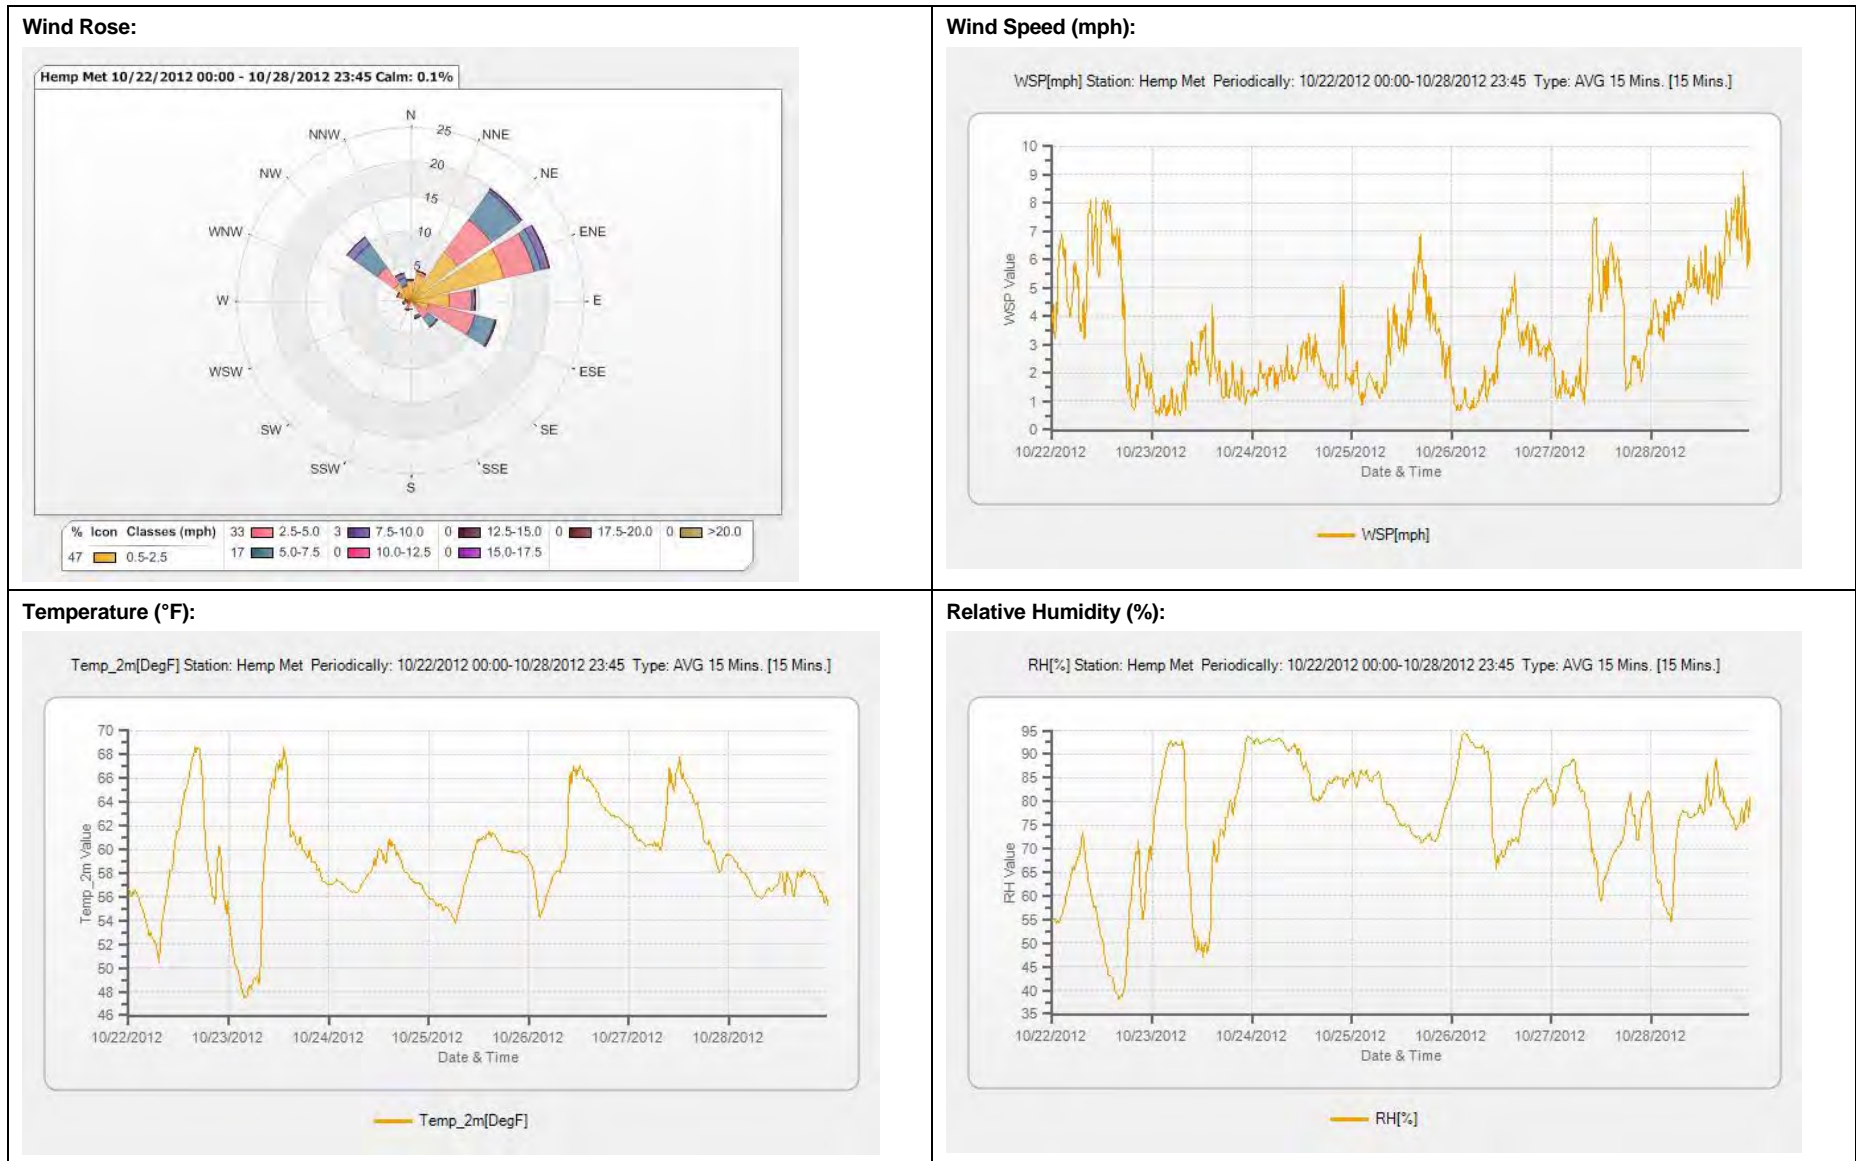 Wind Rose:
Hemp Met 10/22/2012 00:00 - 10/28/2012 23:45 Calm: 0.1%
N
NNW
25
NNE
20
NW
NE
15
WNW
10
ENE
5
W
E
WSW
ESE
SW
SE
SSW
SSE
S
% Icon Classes (mph) 33 2.5-5.0 3 7.5-10.0 0 12.5-15.0 0 17.5-20.0 0 >20.0
47 0.5-2.5 17 5.0-7.5 0 10.0-12.5 0 15.0-17.5
Wind Speed (mph):
WSP[mph] Station: Hemp Met Periodically: 10/22/2012 00:00-10/28/2012 23:45 Type: AVG 15 Mins. [15 Mins.]
10
9
8
7
6
5
4
3
2
1
0
WSP Value
10/22/2012 10/23/2012 10/24/2012 10/25/2012 10/26/2012 10/27/2012 10/28/2012
Date & Time
WSP[mph]
Temperature (°F):
Temp_2m[DegF] Station: Hemp Met Periodically: 10/22/2012 00:00-10/28/2012 23:45 Type: AVG 15 Mins. [15 Mins.]
70
68
66
64
62
60
58
56
54
52
50
48
46
Temp_2m Value
10/22/2012 10/23/2012 10/24/2012 10/25/2012 10/26/2012 10/27/2012 10/28/2012
Date & Time
Temp_2m[DegF]
Relative Humidity (%):
RH[%] Station: Hemp Met Periodically: 10/22/2012 00:00-10/28/2012 23:45 Type: AVG 15 Mins. [15 Mins.]
95
90
85
80
75
70
65
60
55
50
45
40
35
RH Value
10/22/2012 10/23/2012 10/24/2012 10/25/2012 10/26/2012 10/27/2012 10/28/2012
Date & Time
RH[%]